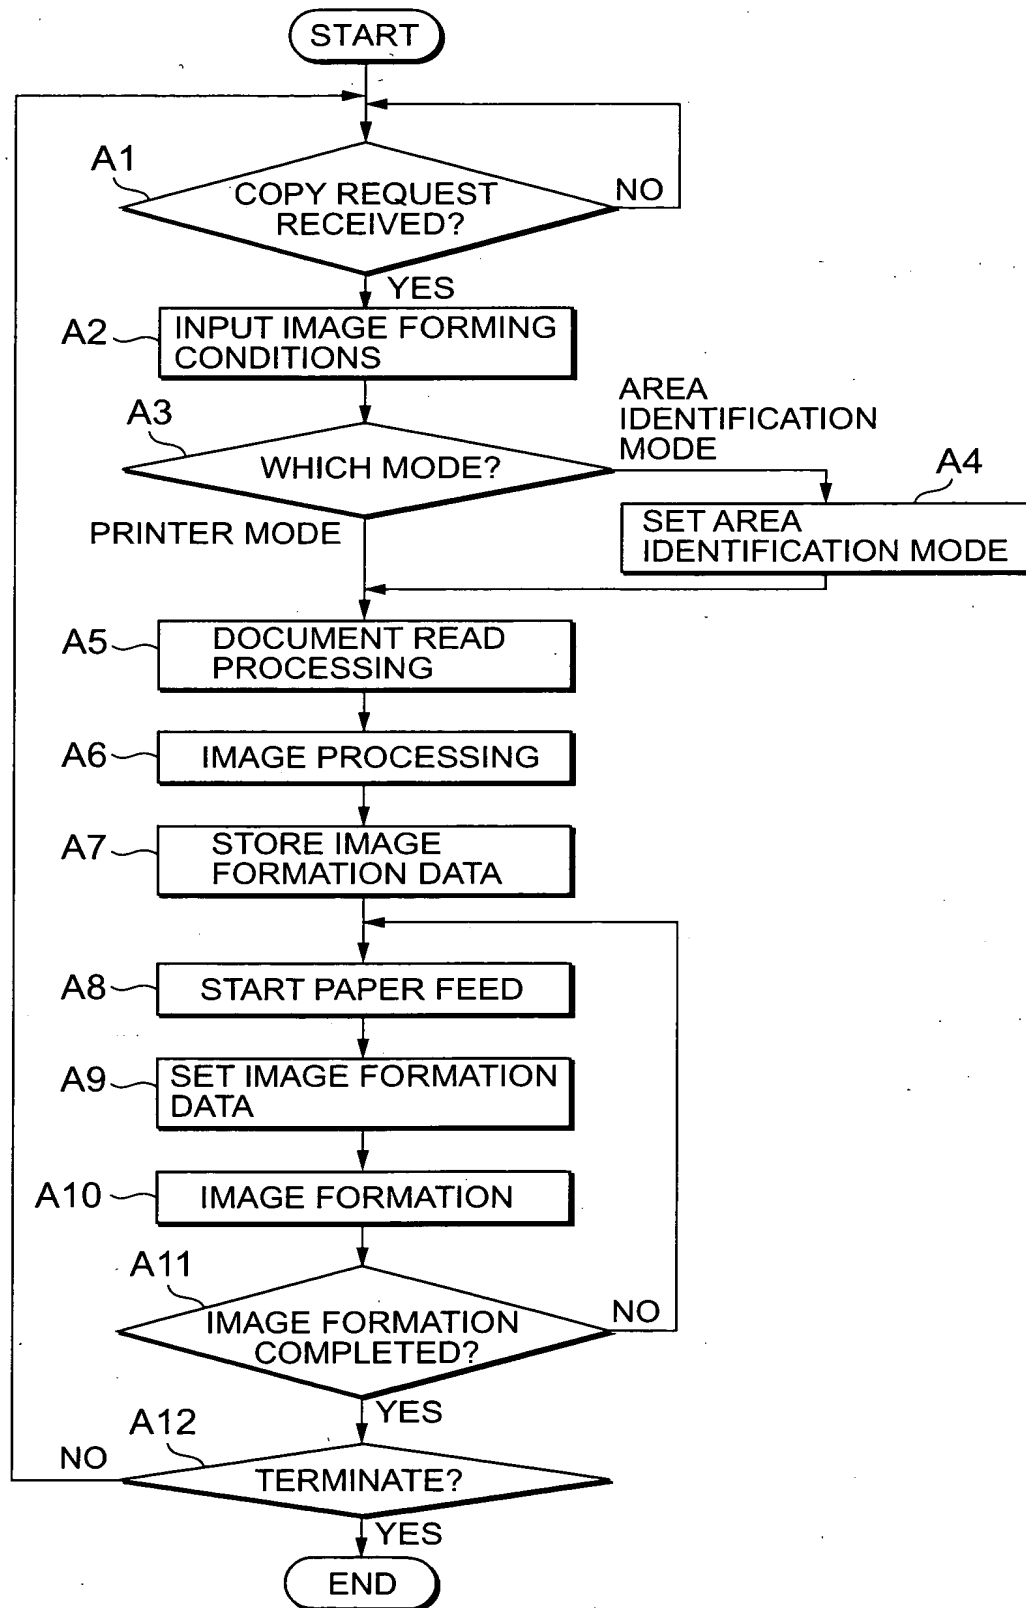 START
A1
COPY REQUEST
RECEIVED?
NO
YES
A2
INPUT IMAGE FORMING
CONDITIONS
A3
WHICH MODE?
AREA
IDENTIFICATION
MODE
A4
SET AREA
IDENTIFICATION MODE
PRINTER MODE
A5
DOCUMENT READ
PROCESSING
A6
IMAGE PROCESSING
A7
STORE IMAGE
FORMATION DATA
A8
START PAPER FEED
A9
SET IMAGE FORMATION
DATA
A10
IMAGE FORMATION
A11
IMAGE FORMATION
COMPLETED?
NO
YES
A12
NO
TERMINATE?
YES
END